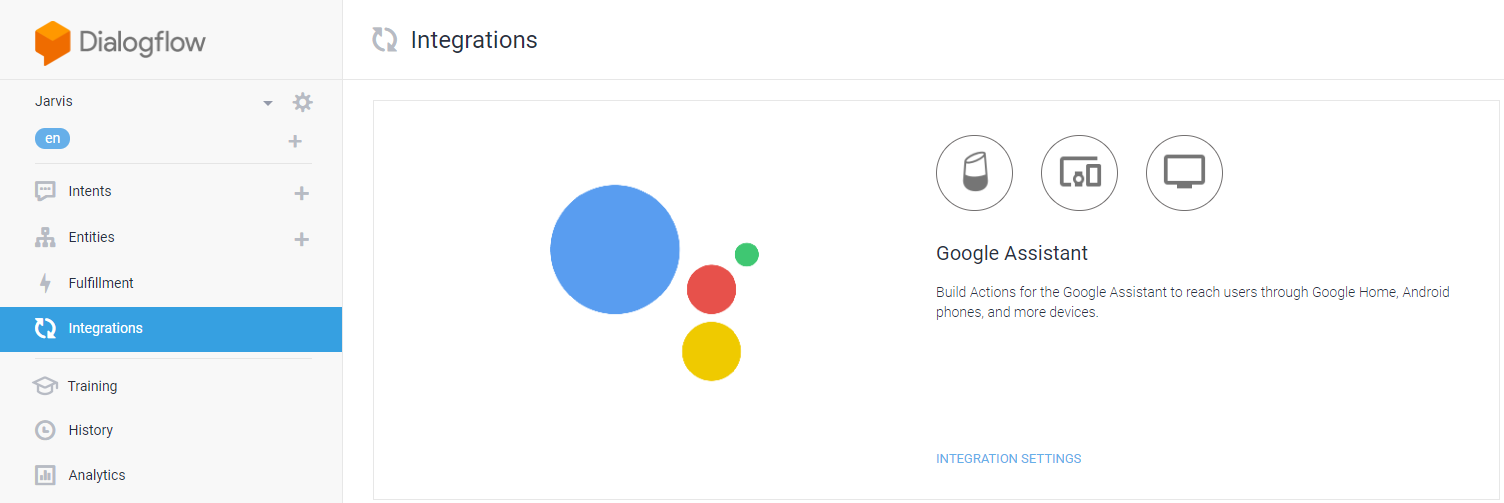 Dialogflow
Integrations
Jarvis
en
Intents
Entities
Fulfillment
Integrations
Training
History
Analytics
Google Assistant
Build Actions for the Google Assistant to reach users through Google Home, Android
phones, and more devices.
INTEGRATION SETTINGS